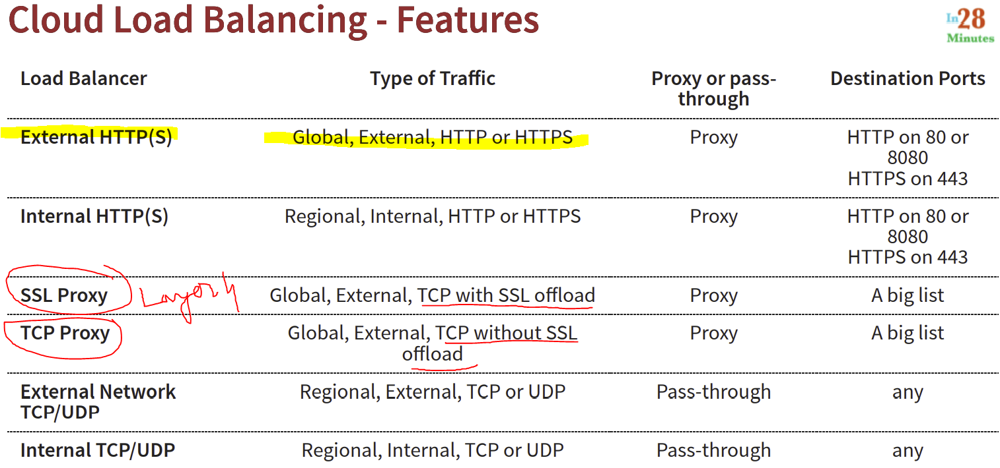 Cloud Load Balancing - Features
In28
Minutes
Load Balancer Type of Traffic Proxy or pass- Destination Ports
through
External HTTP(S) Global, External, HTTP or HTTPS Proxy HTTP on 80 or
8080
HTTPS on 443
Internal HTTP(S) Regional, Internal, HTTP or HTTPS Proxy HTTP on 80 or
8080
HTTPS on 443
SSL Proxy Layer 4 Global, External, TCP with SSL offload Proxy A big list
TCP Proxy Global, External, TCP without SSL Proxy A big list
offload
External Network Regional, External, TCP or UDP Pass-through any
TCP/UDP
Internal TCP/UDP Regional, Internal, TCP or UDP Pass-through any